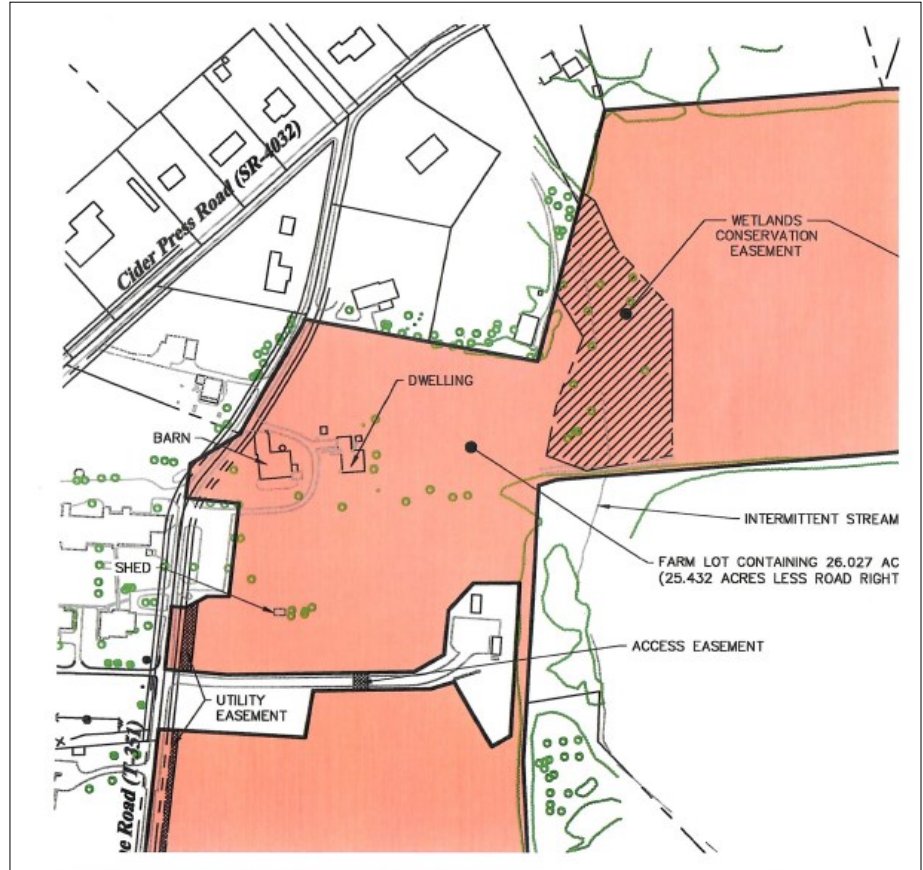 Cider Press Road (SR-4032)
WETLANDS
CONSERVATION
EASEMENT
DWELLING
BARN
INTERMITTENT STREAM
FARM LOT CONTAINING 26.027 AC
(25.432 ACRES LESS ROAD RIGHT
SHED
ACCESS EASEMENT
UTILITY
EASEMENT
Road (T-351)